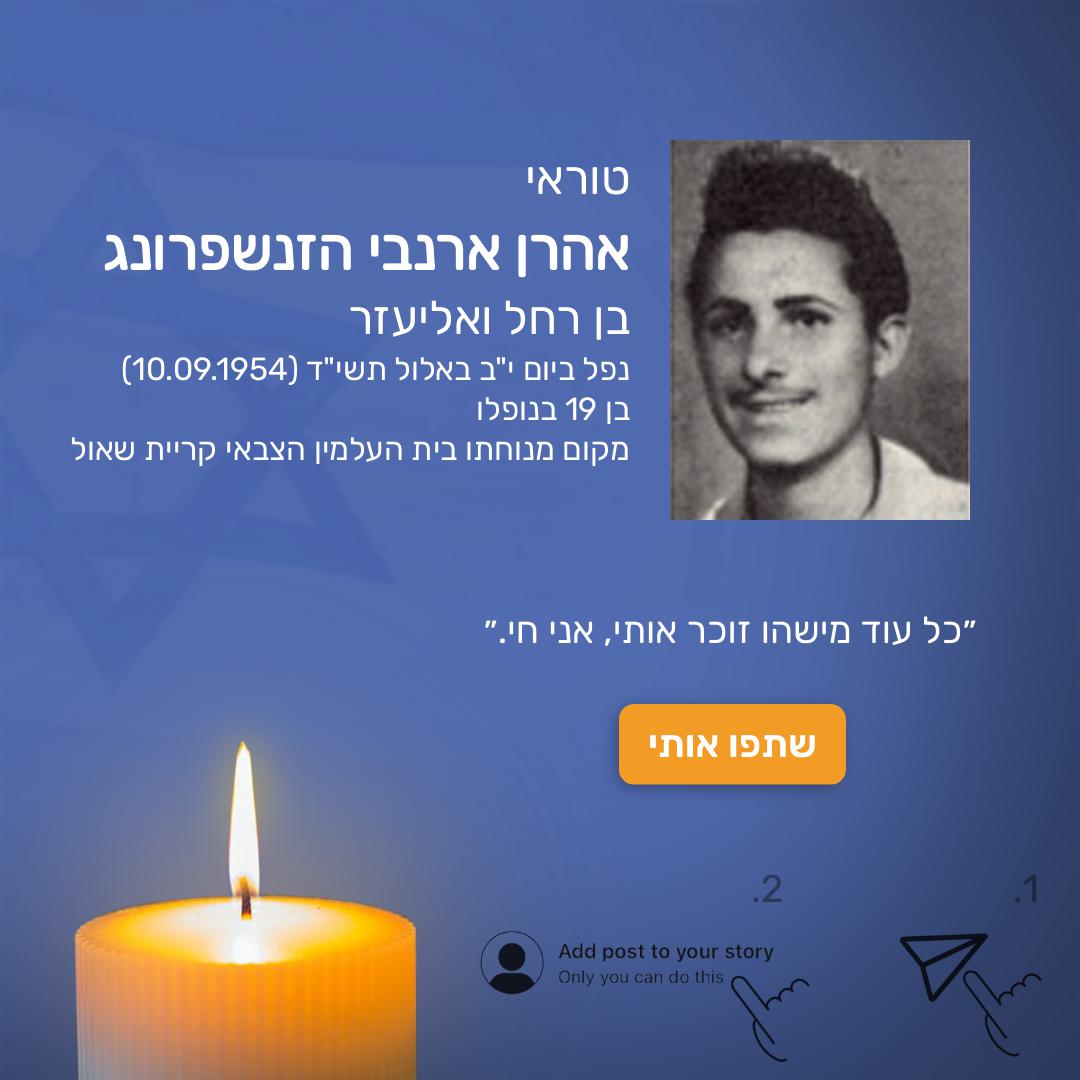 טוראי
אהרן ארנבי הזנשפרונג
בן רחל ואליעזר
נפל ביום י"ב באלול תשי"ד (10.09.1954)
בן 19 בנופלו
מקום מנוחתו בית העלמין הצבאי קריית שאול
״כל עוד מישהו זוכר אותי, אני חי.״
שתפו אותי
1.
2.
Add post to your story
Only you can do this